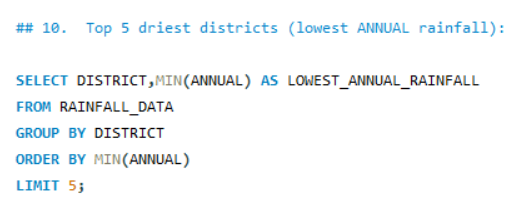 ## 10.  Top 5 driest districts (lowest ANNUAL rainfall):
SELECT DISTRICT,MIN(ANNUAL) AS LOWEST_ANNUAL_RAINFALL
FROM RAINFALL_DATA
GROUP BY DISTRICT
ORDER BY MIN(ANNUAL)
LIMIT 5;